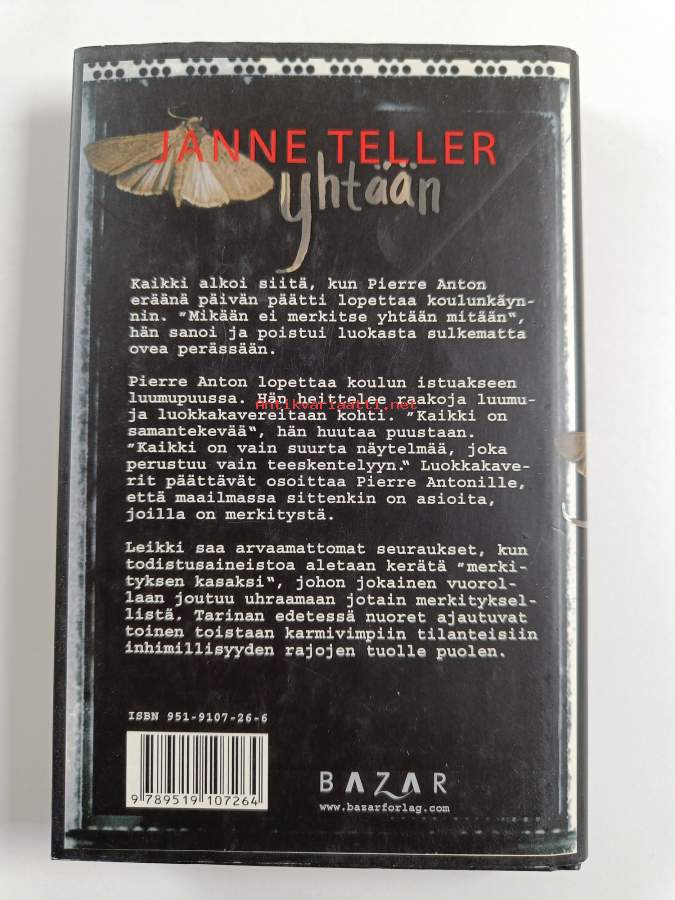 JANNE TELLER
yhtään
Kaikki alkoi siitä, kun Pierre Anton
eräänä päivän päätti lopettaa koulunkäyn-
nin. ”Mikään ei merkitse yhtään mitään“,
hän sanoi ja poistui luokasta sulkematta
ovea perässään.
Pierre Anton lopettaa koulun istuakseen
luumupuussa. Hän heittelee raakoja luumu-
Antikvariaatti.net
ja luokkakavereitaan kohti. ”Kaikki on
samantekevää“, hän huutaa puustaan.
”Kaikki on vain suurta näytelmää, joka
perustuu vain teeskentelyyn.“ Luokkakave-
rit päättävät osoittaa Pierre Antonille,
että maailmassa sittenkin on asioita,
joilla on merkitystä.
Leikki saa arvaamattomat seuraukset, kun
todistusaineistoa aletaan kerätä ”merki-
tyksen kasaksi“, johon jokainen vuorol-
laan joutuu uhraamaan jotain merkityksel-
listä. Tarinan edetessä nuoret ajautuvat
toinen toistaan karmivimpiin tilanteisiin
inhimillisyyden rajojen tuolle puolen.
ISBN 951-9107-26-6
9 789519 107264
BAZAR
www.bazarforlag.com